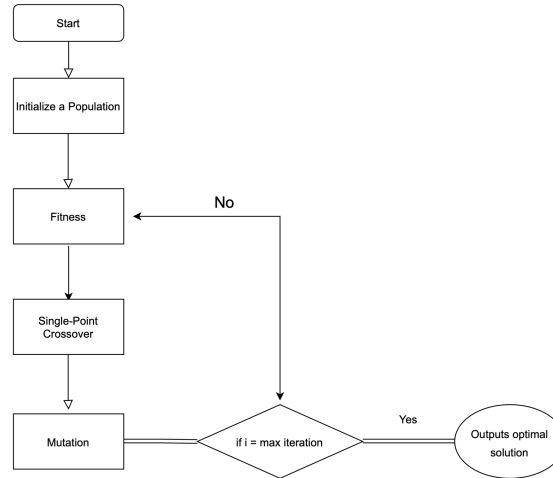 Start
Initialize a Population
Fitness
No
Single-Point
Crossover
Mutation
if i = max iteration
Yes
Outputs optimal
solution